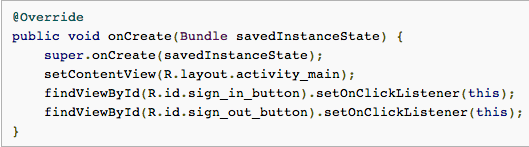 @Override
public void onCreate(Bundle savedInstanceState) {
    super.onCreate(savedInstanceState);
    setContentView(R.layout.activity_main);
    findViewById(R.id.sign_in_button).setOnClickListener(this);
    findViewById(R.id.sign_out_button).setOnClickListener(this);
}